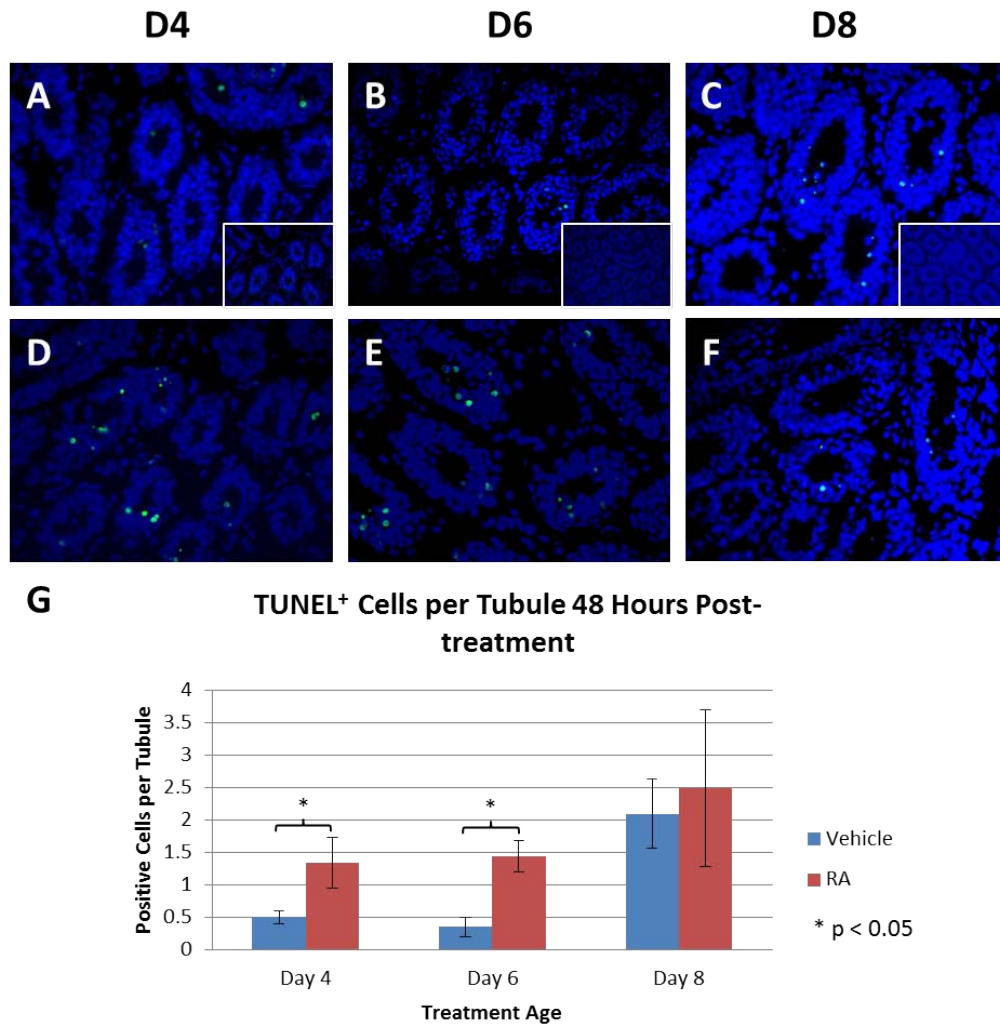 D4 D6 D8
A B C
D E F
G
TUNEL⁺ Cells per Tubule 48 Hours Post-
treatment
4
3.5
3
2.5
2
1.5
1
0.5
0
Positive Cells per Tubule
*
*
Day 4 Day 6 Day 8
Treatment Age
Vehicle
RA
* p < 0.05